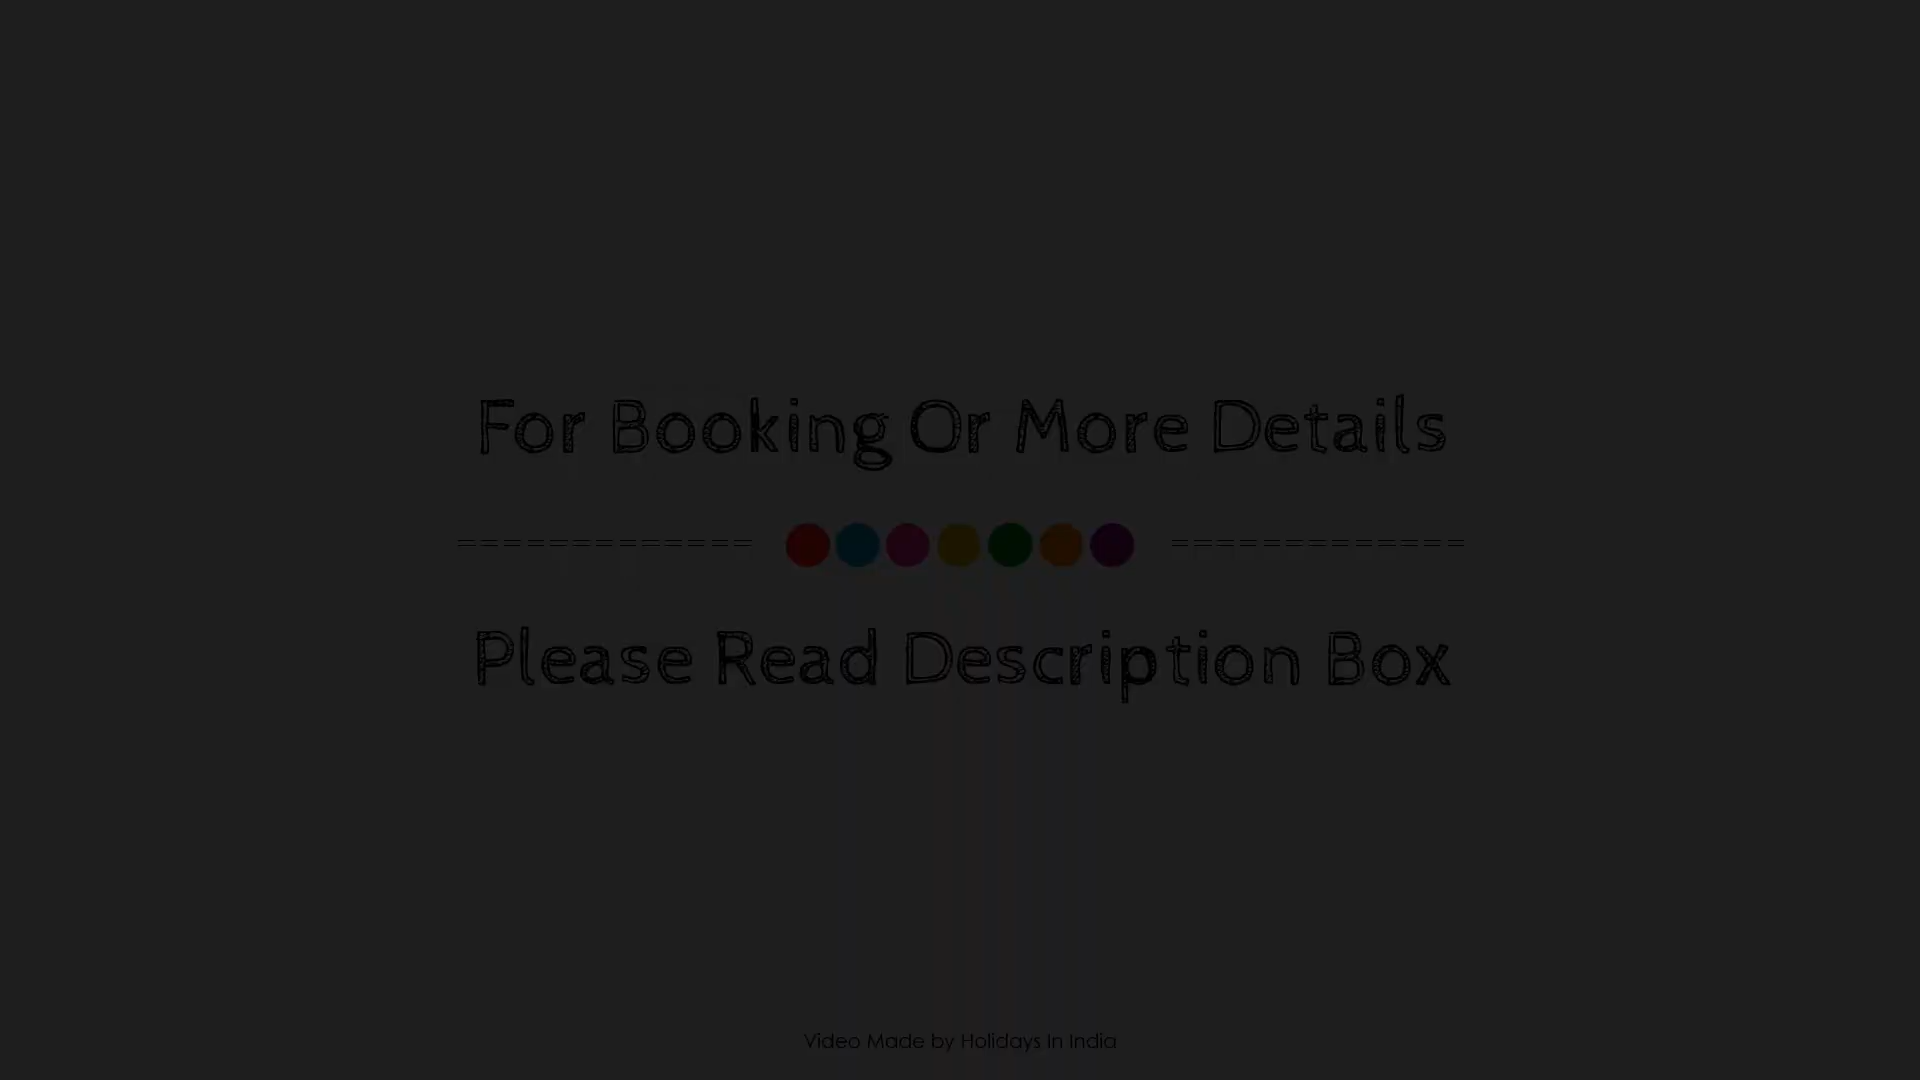 For Booking Or More Details
============= =============
Please Read Description Box
Video Made by Holidays In India